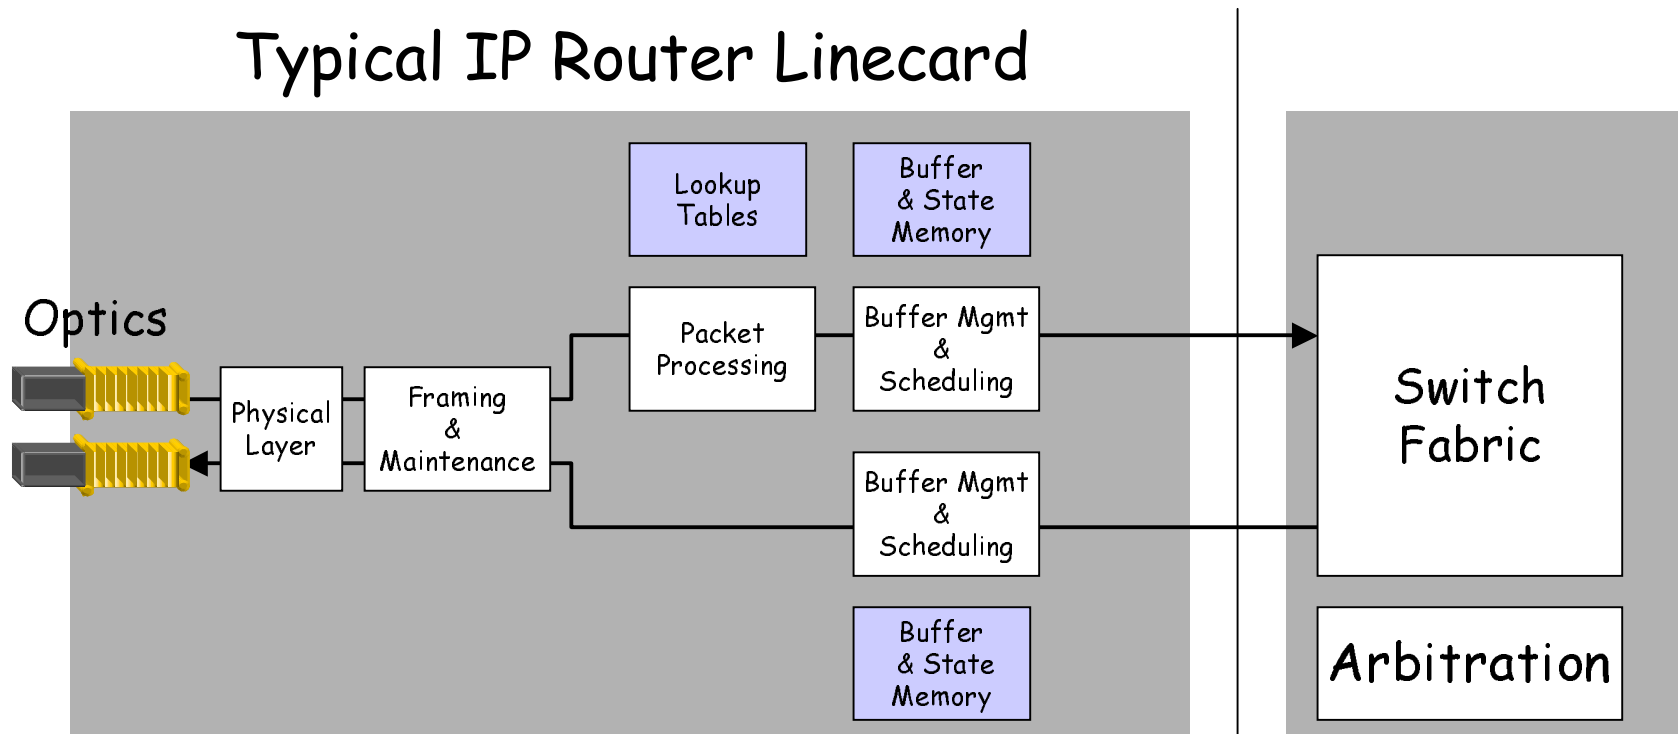 Typical IP Router Linecard
Lookup
Tables
Buffer
& State
Memory
Optics
Physical
Layer
Framing
&
Maintenance
Packet
Processing
Buffer Mgmt
&
Scheduling
Buffer Mgmt
&
Scheduling
Buffer
& State
Memory
Switch
Fabric
Arbitration